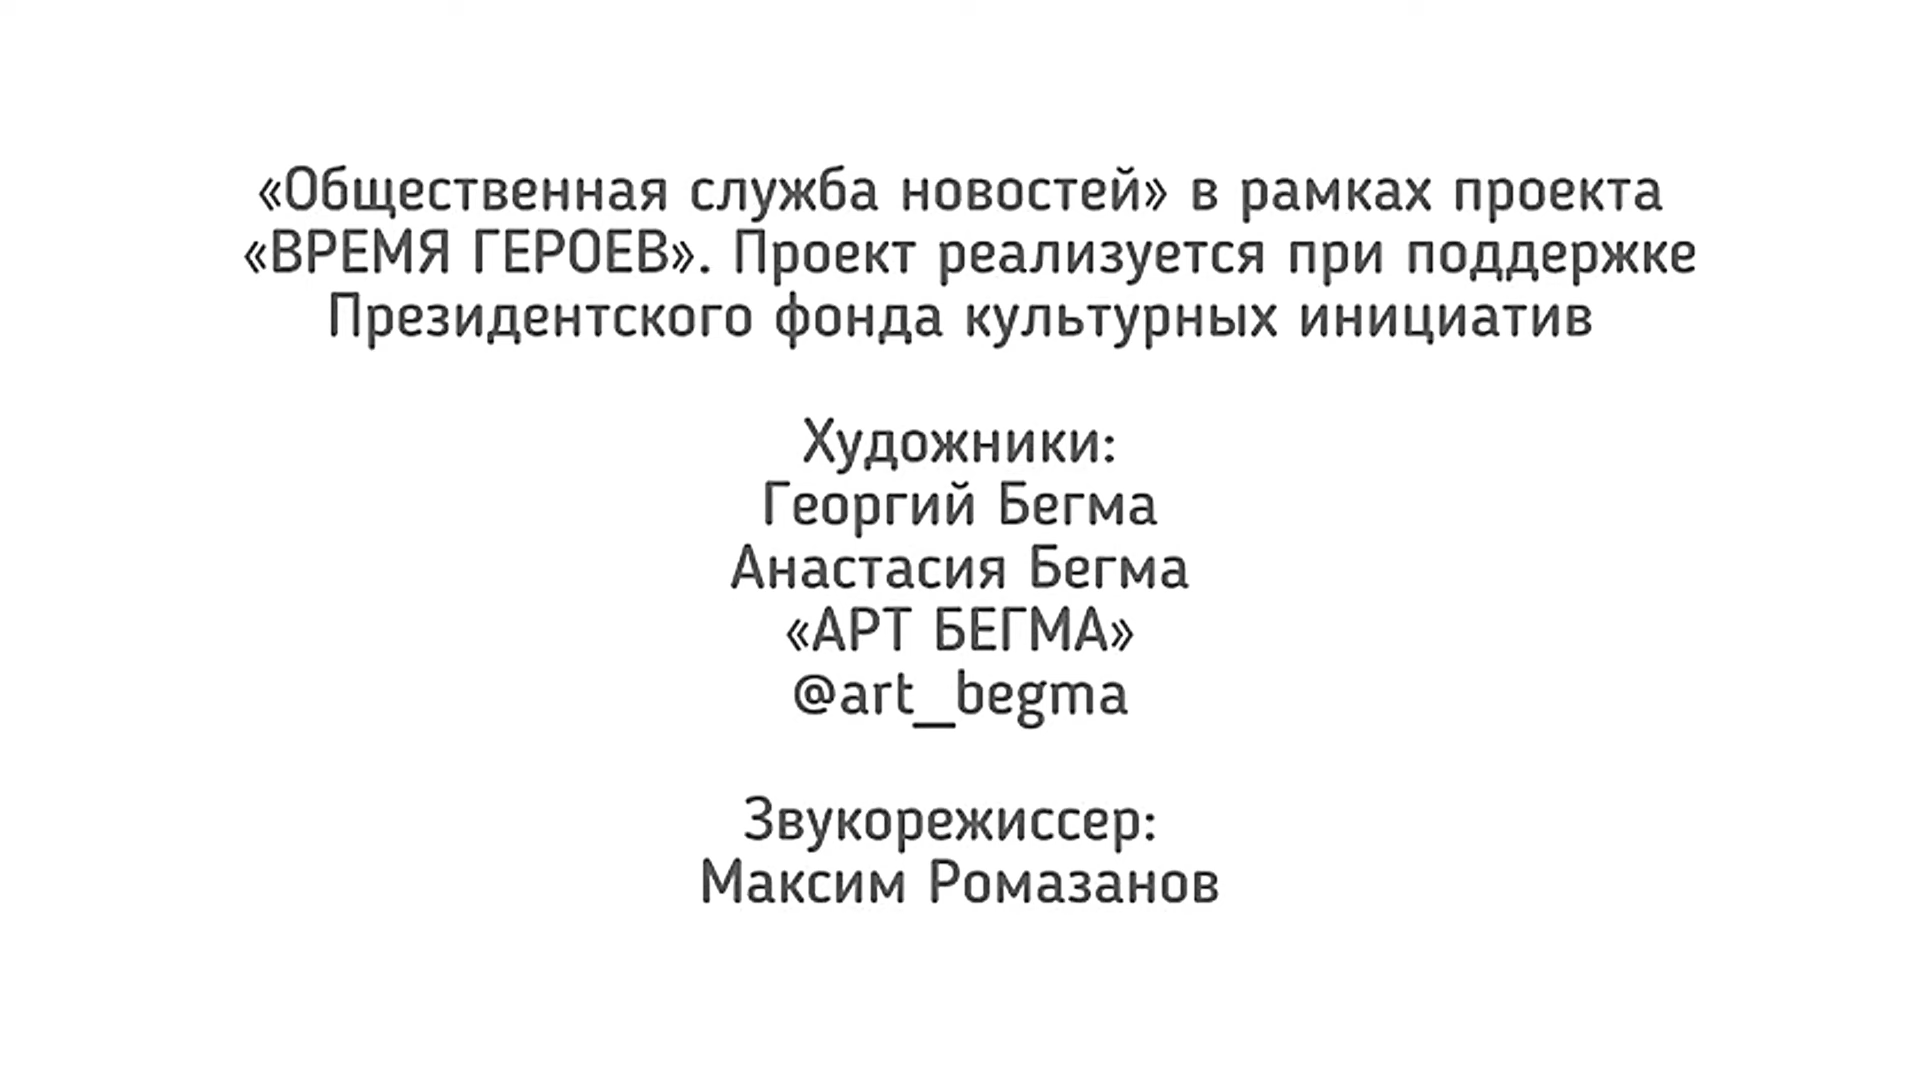 «Общественная служба новостей» в рамках проекта
«ВРЕМЯ ГЕРОЕВ». Проект реализуется при поддержке
Президентского фонда культурных инициатив
Художники:
Георгий Бегма
Анастасия Бегма
«АРТ БЕГМА»
@art_begma
Звукорежиссер:
Максим Ромазанов